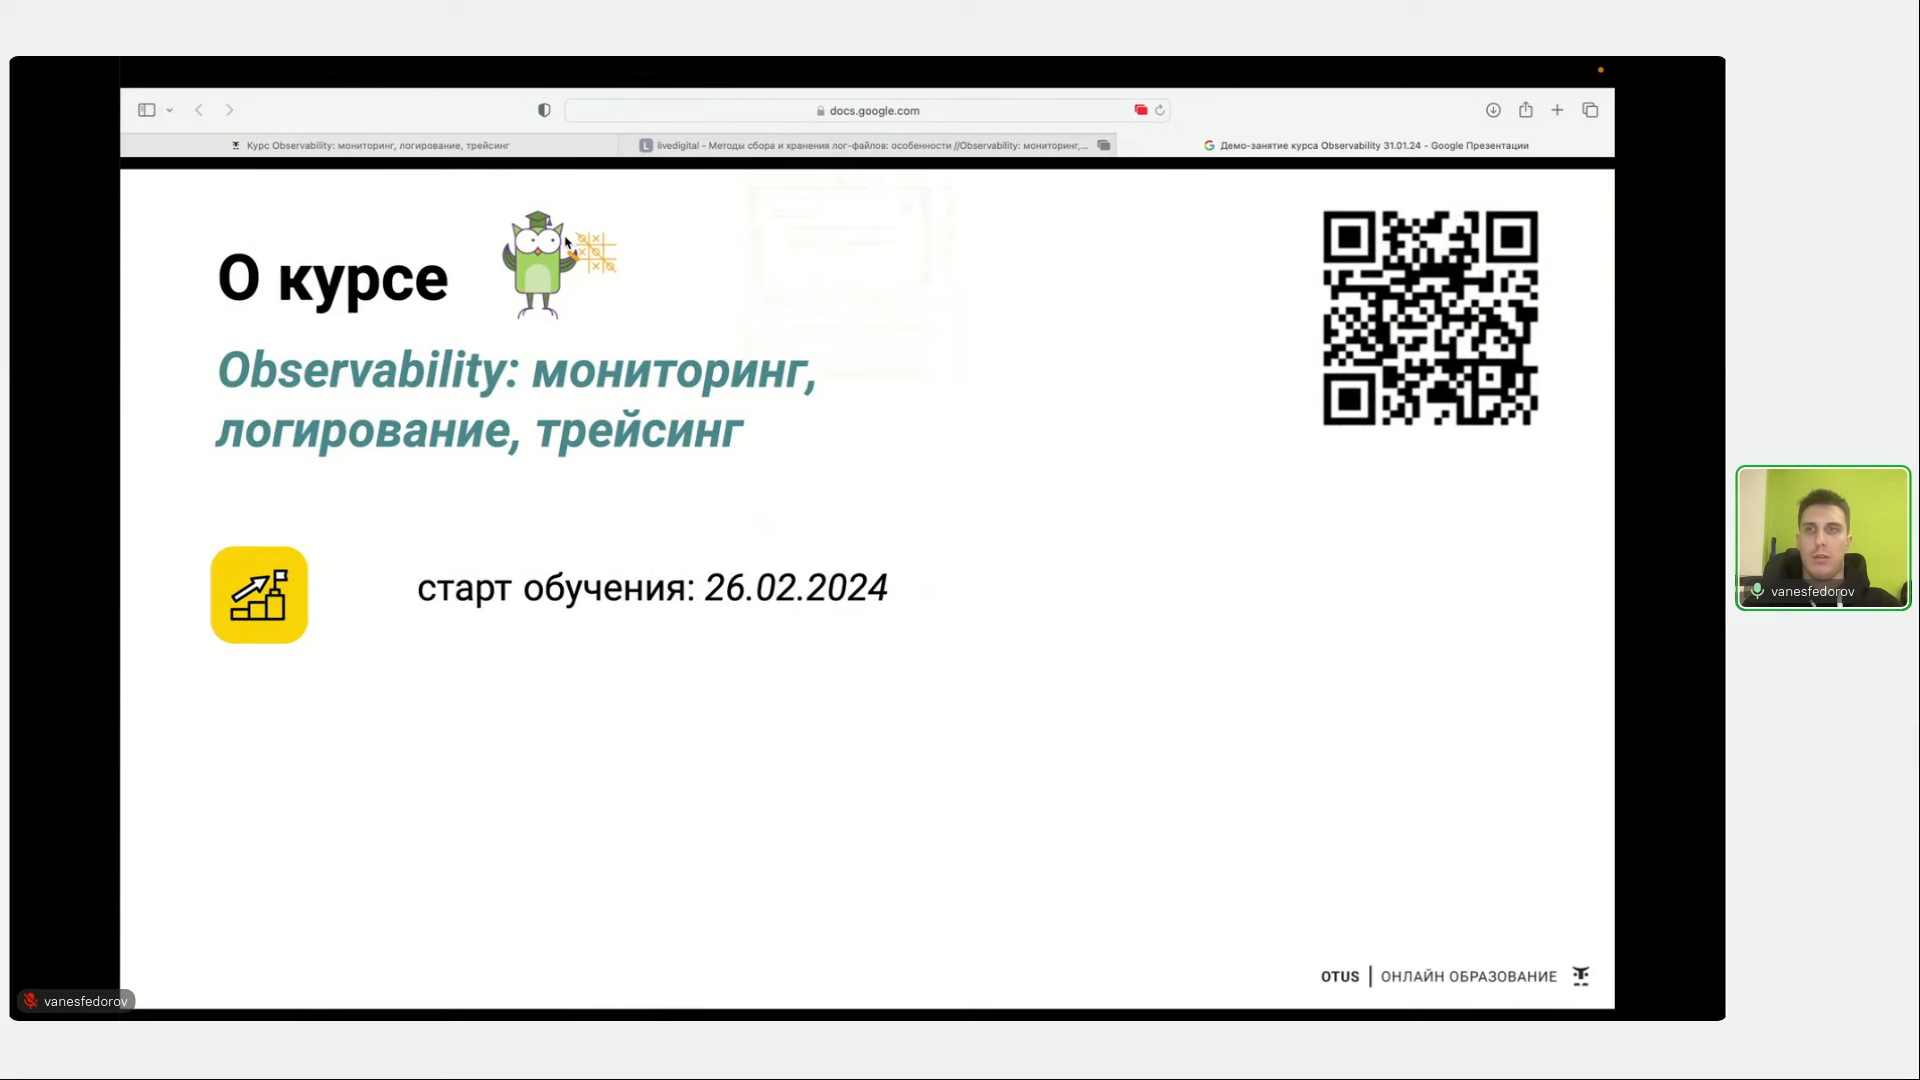 docs.google.com
Курс Observability: мониторинг, логирование, трейсинг
L livedigital - Методы сбора и хранения лог-файлов: особенности //Observability: мониторинг,...
Демо-занятие курса Observability 31.01.24 - Google Презентации
О курсе
Observability: мониторинг,
логирование, трейсинг
старт обучения: 26.02.2024
vanesfedorov
OTUS | ОНЛАЙН ОБРАЗОВАНИЕ
vanesfedorov